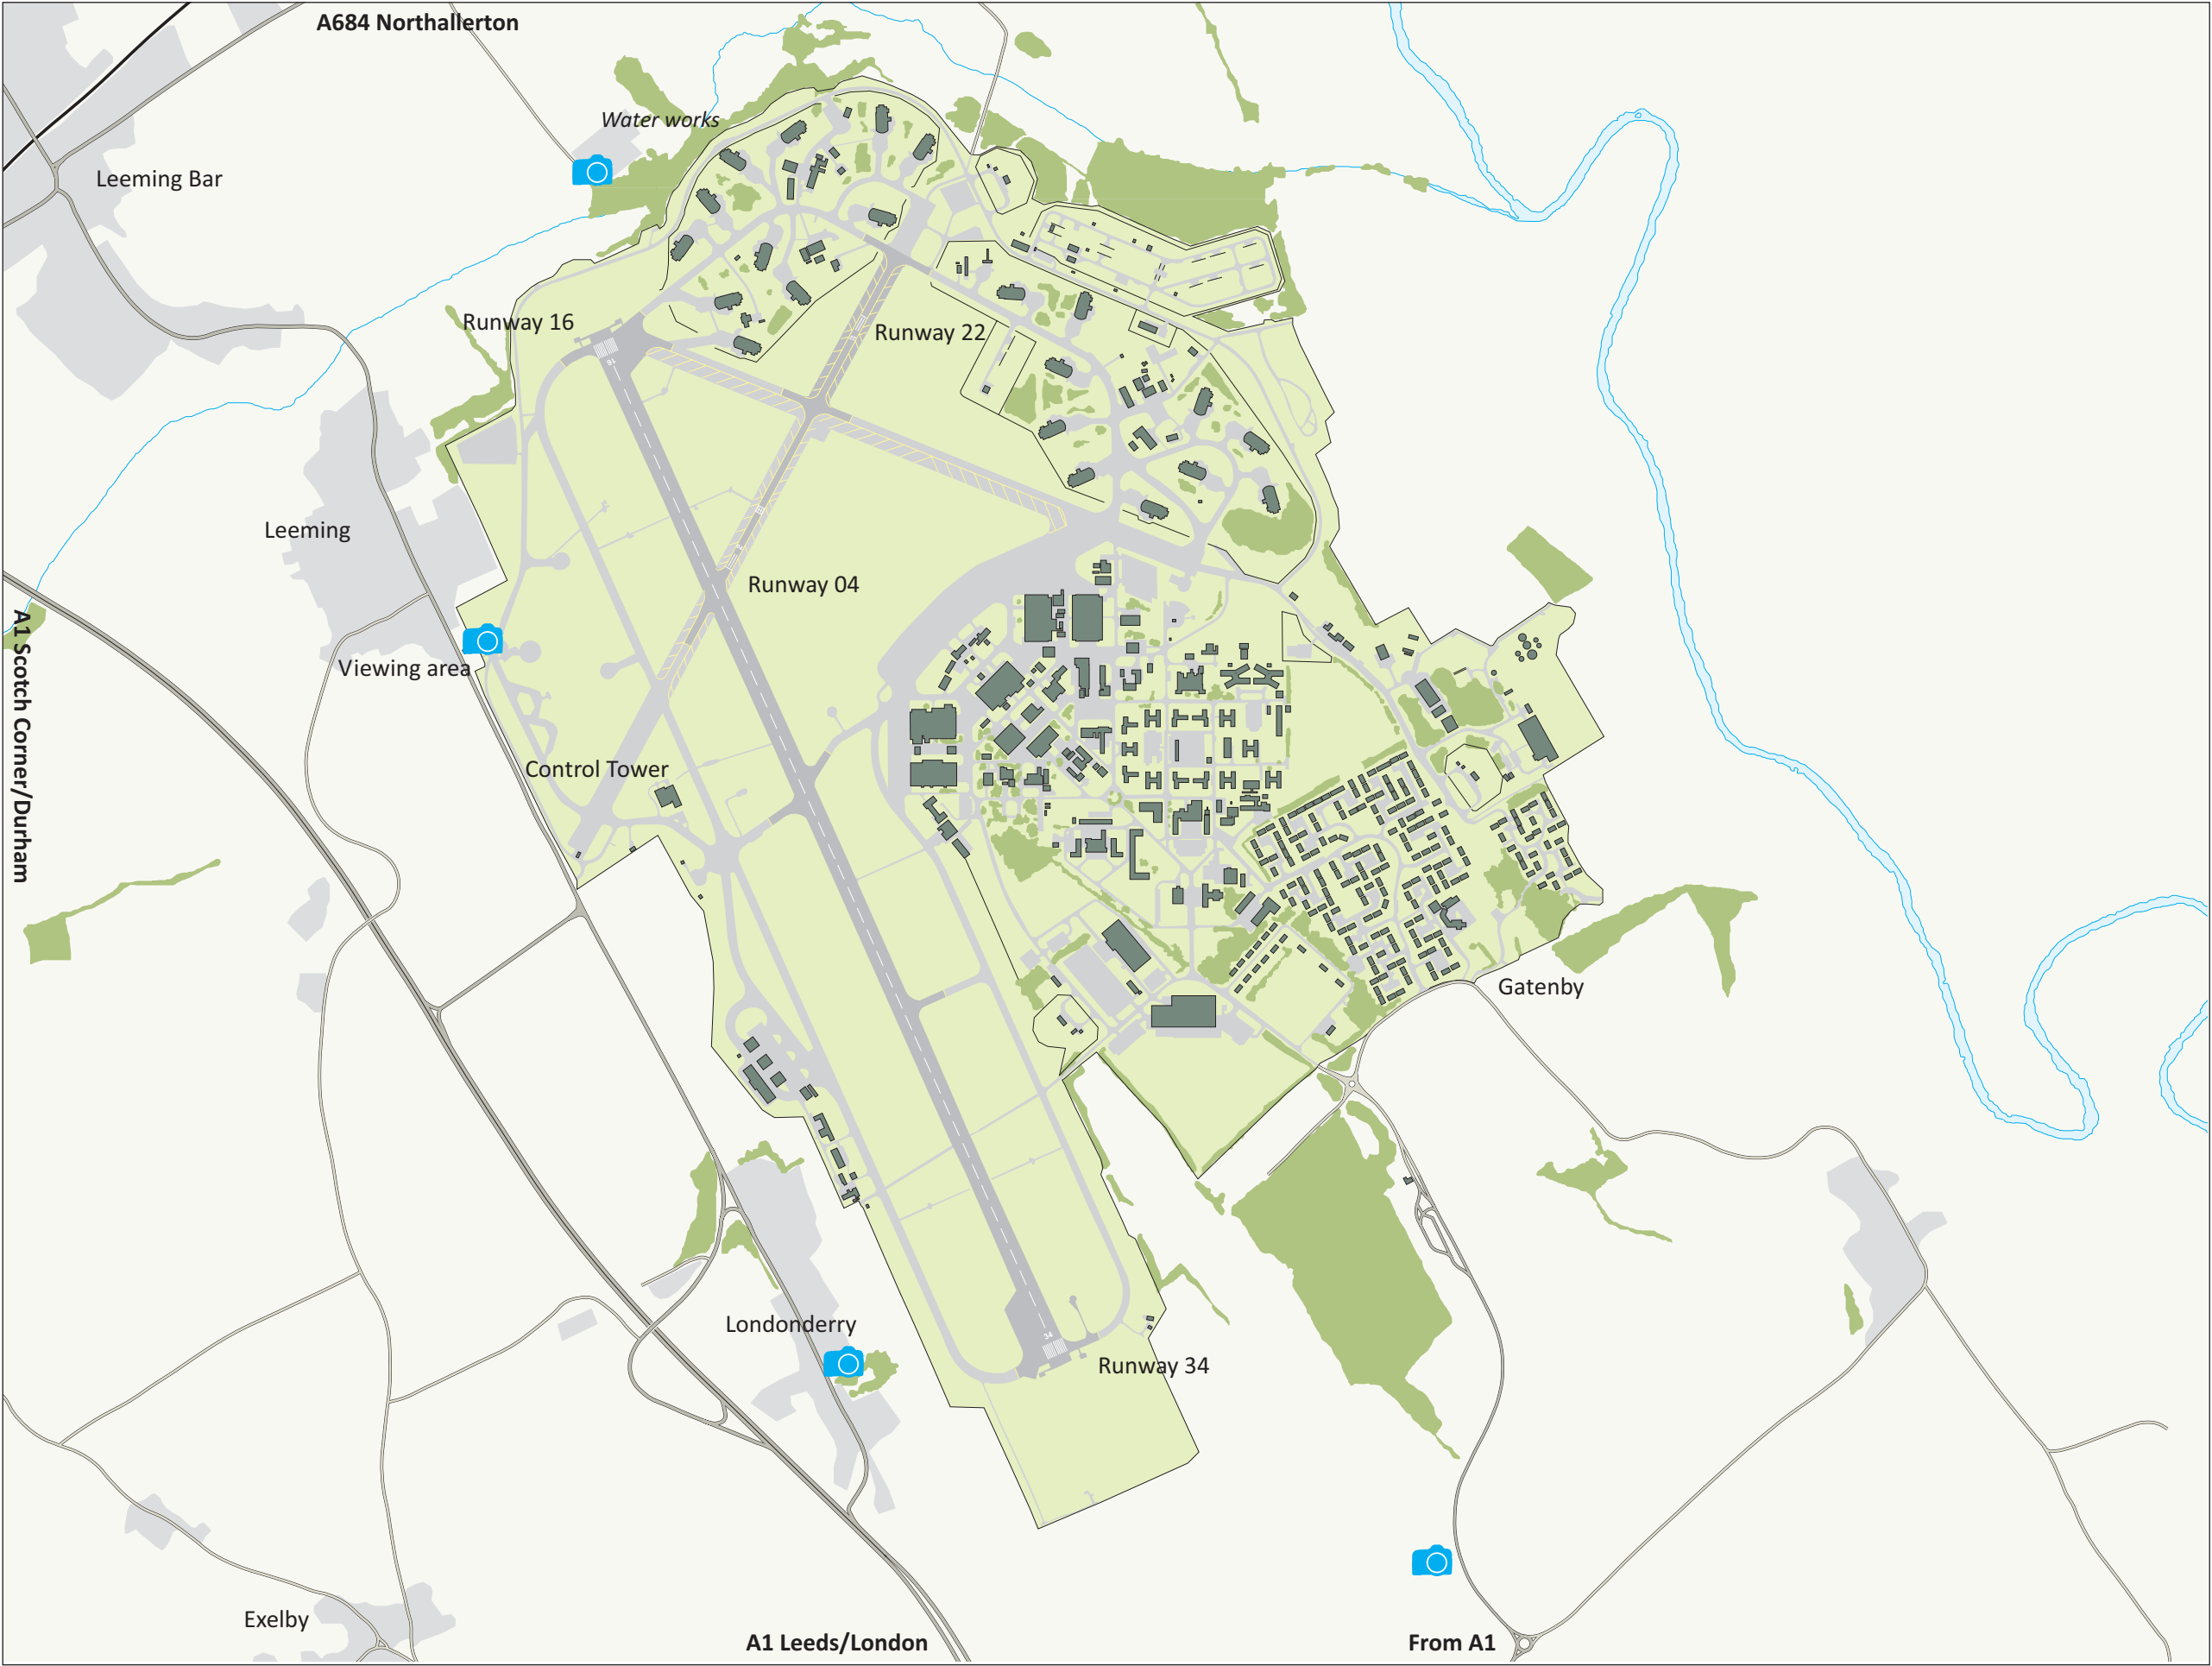 A684 Northallerton
Water works
Leeming Bar
Runway 16
Runway 22
Leeming
Runway 04
A1 Scotch Corner/Durham
Viewing area
Control Tower
Gatenby
Londonderry
34
Runway 34
Exelby
A1 Leeds/London
From A1